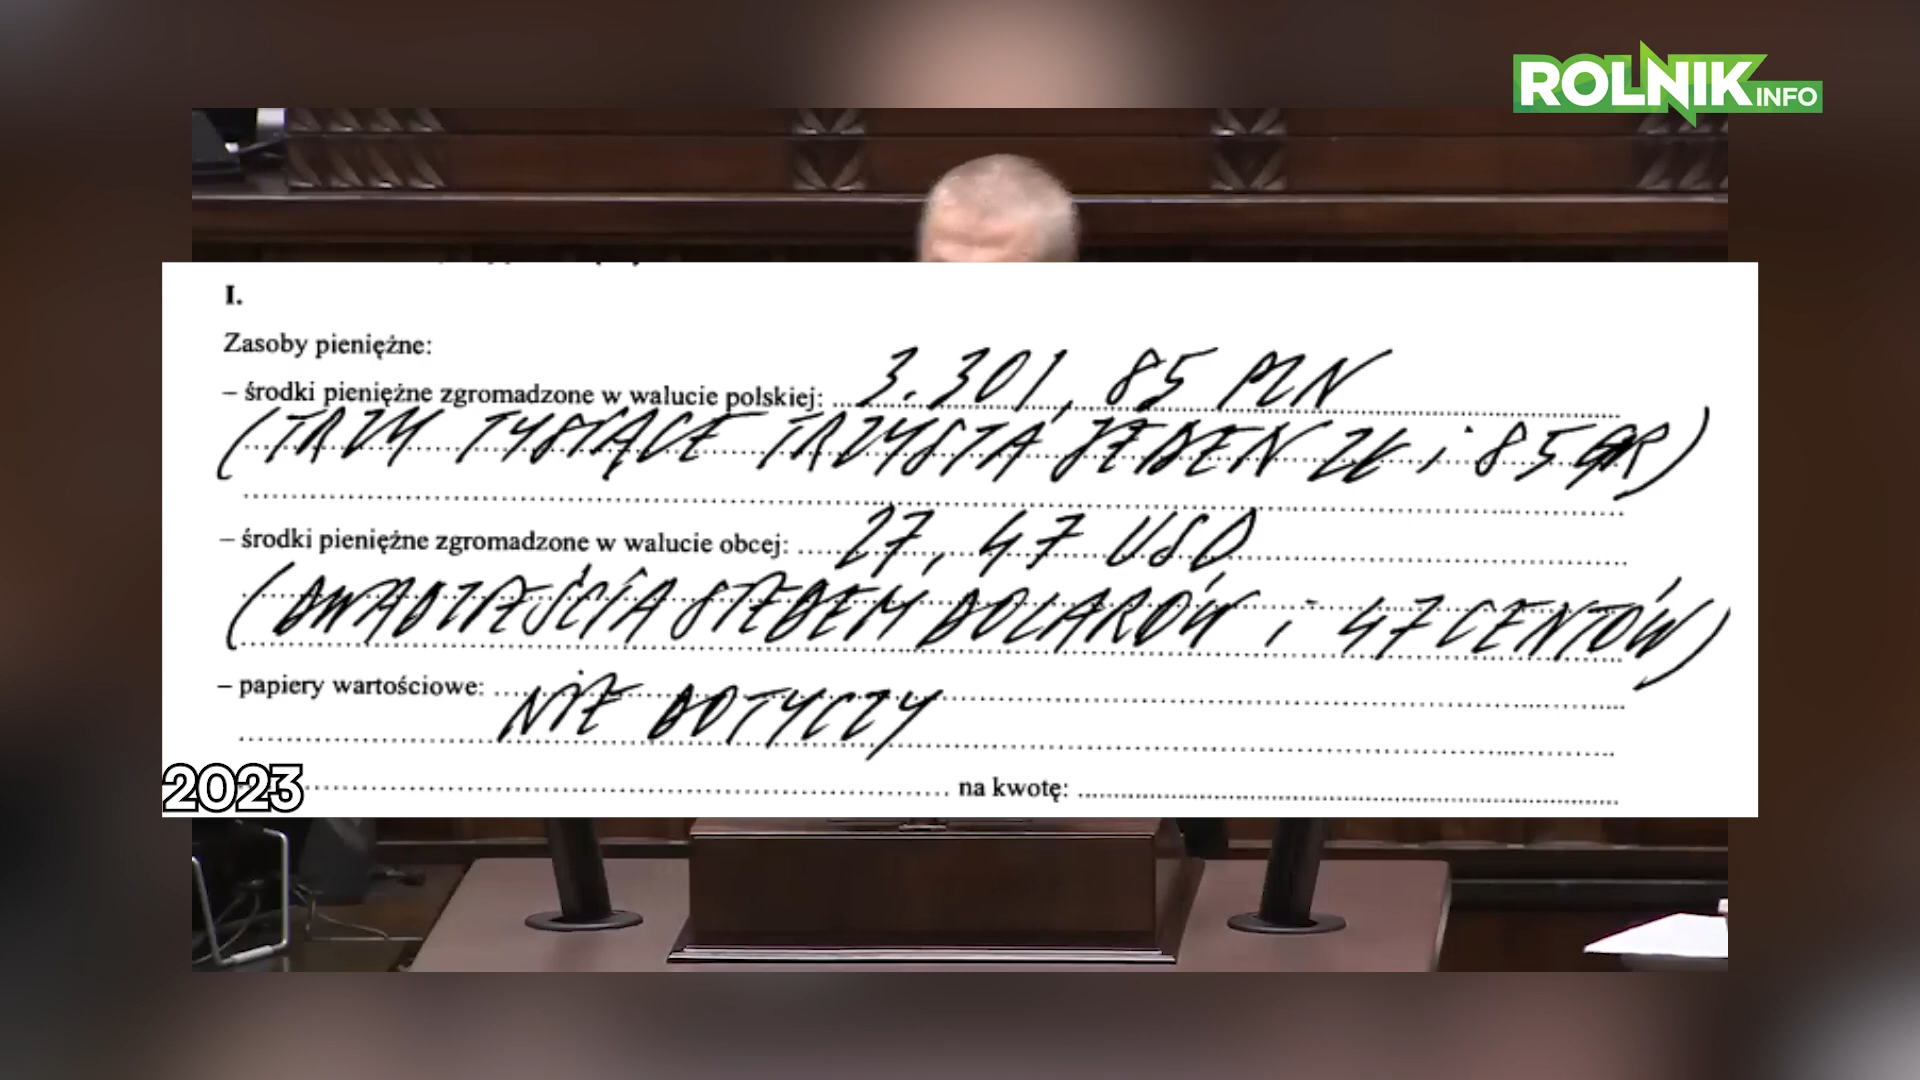 ROLNIK INFO
I.
Zasoby pieniężne:
– środki pieniężne zgromadzone w walucie polskiej: 3.301,85 PLN
(TRZY TYSIĄCE TRZYSTA JEDEN ZŁ i 85 GR)
– środki pieniężne zgromadzone w walucie obcej: 27,47 USD
(DWADZIEŚCIA SIEDEM DOLARÓW i 47 CENTÓW)
– papiery wartościowe:
NIE DOTYCZY
2023
na kwotę: